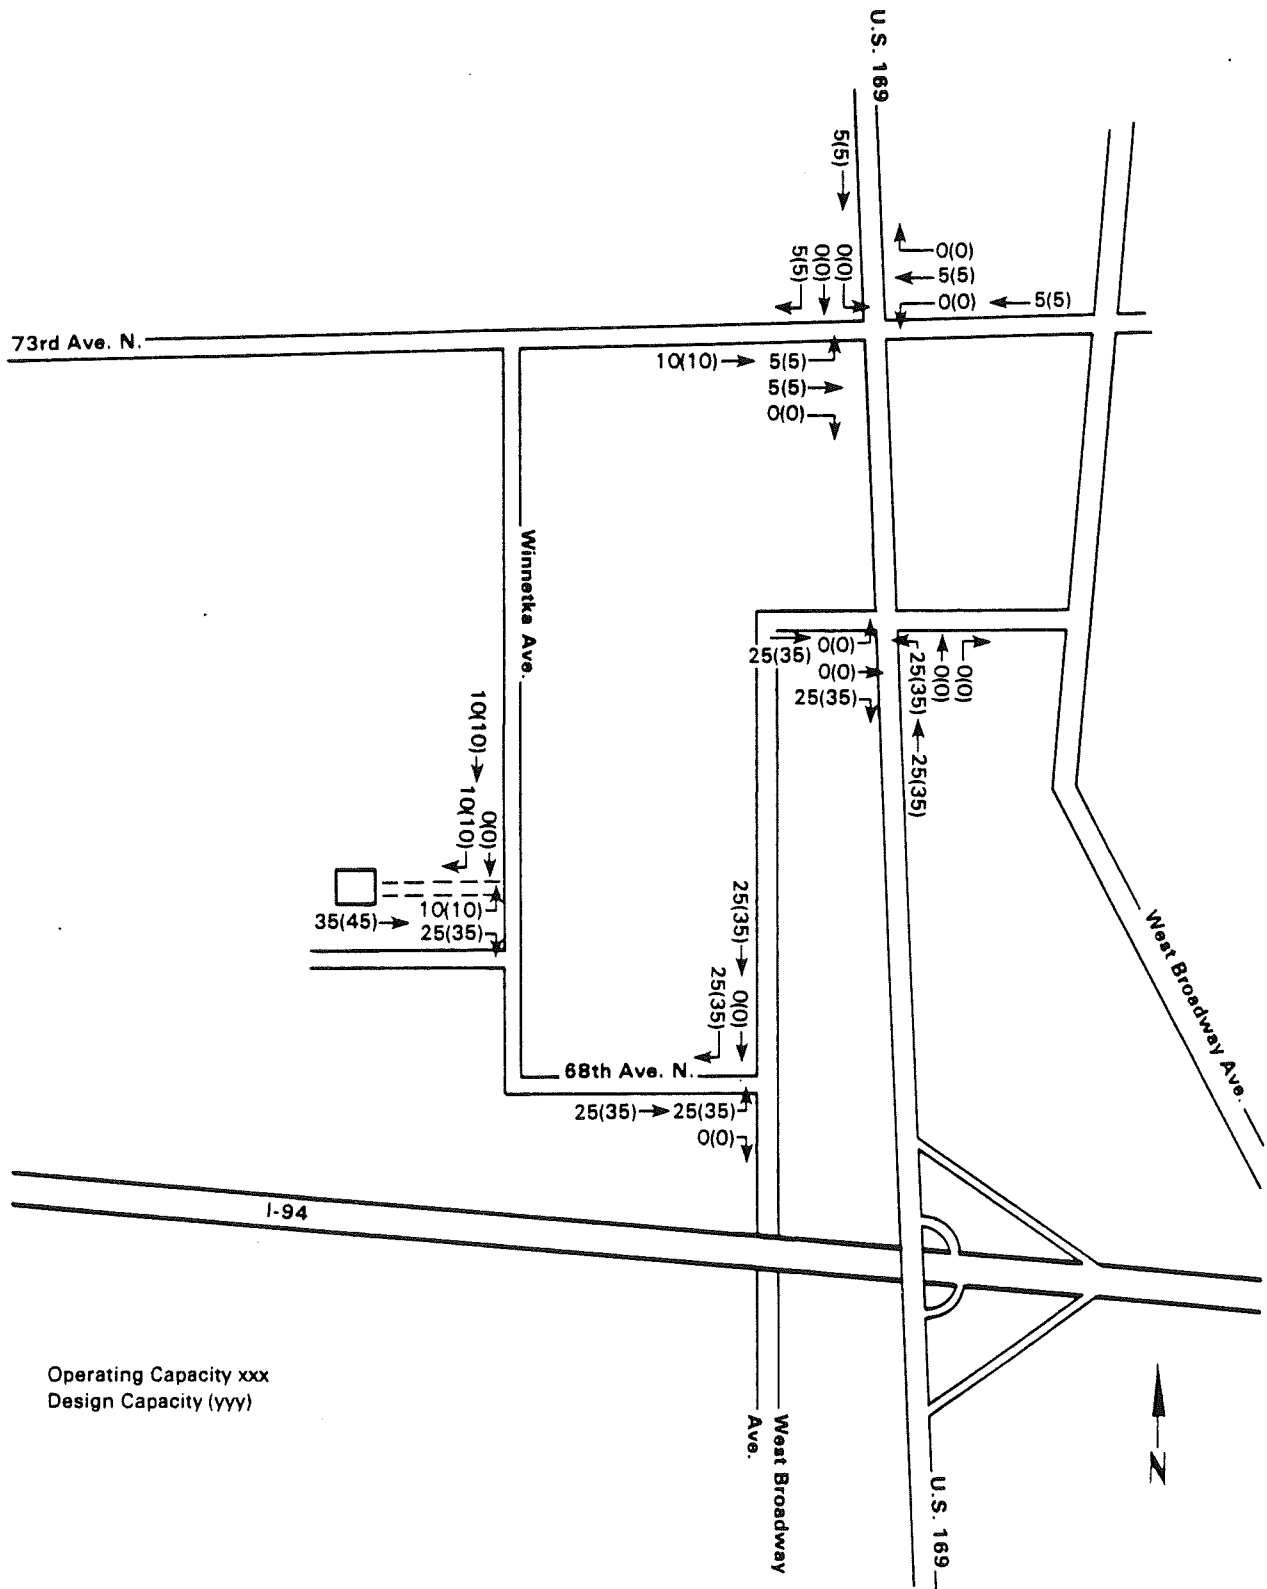 U.S. 169
5(5)
0(0)
0(0)
5(5)
0(0)
5(5)
0(0)
5(5)
73rd Ave. N.
10(10)
5(5)
5(5)
0(0)
Winnetka Ave.
25(35)
0(0)
0(0)
25(35)
25(35)
0(0)
0(0)
25(35)
10(10)
0(0)
10(10)
35(45)
10(10)
25(35)
West Broadway Ave.
25(35)
0(0)
25(35)
68th Ave. N.
25(35)
25(35)
0(0)
I-94
Operating Capacity xxx
Design Capacity (yyy)
West Broadway
Ave.
U.S. 169
N